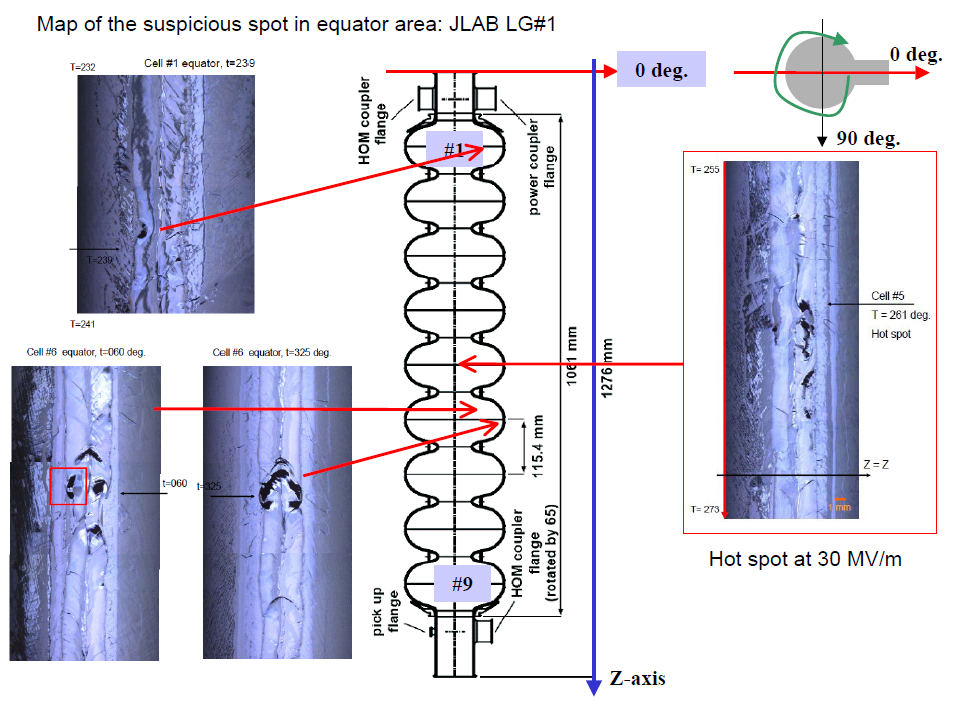 Map of the suspicious spot in equator area: JLAB LG#1
T=232
Cell #1 equator, t=239
T=239
T=241
Cell #6 equator, t=060 deg.
Cell #6 equator, t=325 deg.
t=060
t=325
HOM coupler
flange
#1
power coupler
flange
1061 mm
1276 mm
115.4 mm
HOM coupler
flange
(rotated by 65)
#9
pick up
flange
Z-axis
0 deg.
0 deg.
90 deg.
T= 255
Cell #5
T = 261 deg.
Hot spot
Z = Z
1 mm
T= 273
Hot spot at 30 MV/m